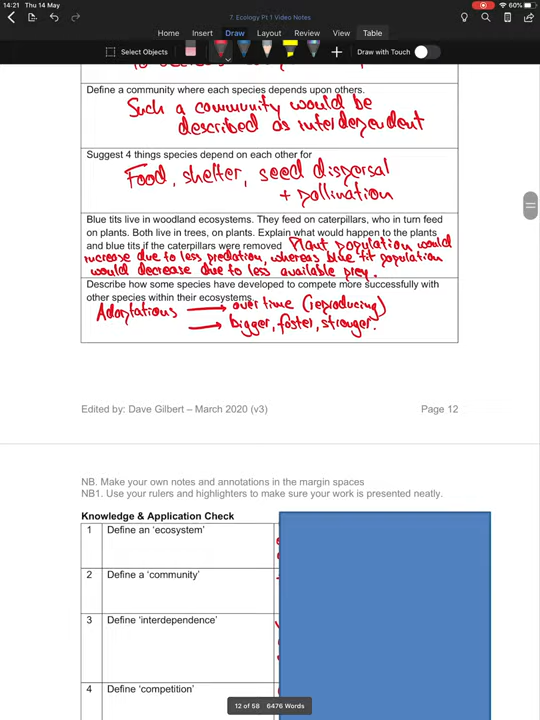 14:21 Thu 14 May
60%
7. Ecology Pt 1 Video Notes
Home Insert Draw Layout Review View Table
Select Objects
Draw with Touch
Define a community where each species depends upon others.
Such a community would be
described as interdependent
Suggest 4 things species depend on each other for
Food, shelter, seed dispersal
+ pollination
Blue tits live in woodland ecosystems. They feed on caterpillars, who in turn feed
on plants. Both live in trees, on plants. Explain what would happen to the plants
and blue tits if the caterpillars were removed Plant population would
increase due to less predation, whereas blue tit population
would decrease due to less available prey.
Describe how some species have developed to compete more successfully with
other species within their ecosystems
Adaptations → over time (reproducing)
→ bigger, faster, stronger.
Edited by: Dave Gilbert – March 2020 (v3)
Page 12
NB. Make your own notes and annotations in the margin spaces
NB1. Use your rulers and highlighters to make sure your work is presented neatly.
Knowledge & Application Check
1 Define an ‘ecosystem’
2 Define a ‘community’
3 Define ‘interdependence’
4 Define ‘competition’
12 of 58 6476 Words